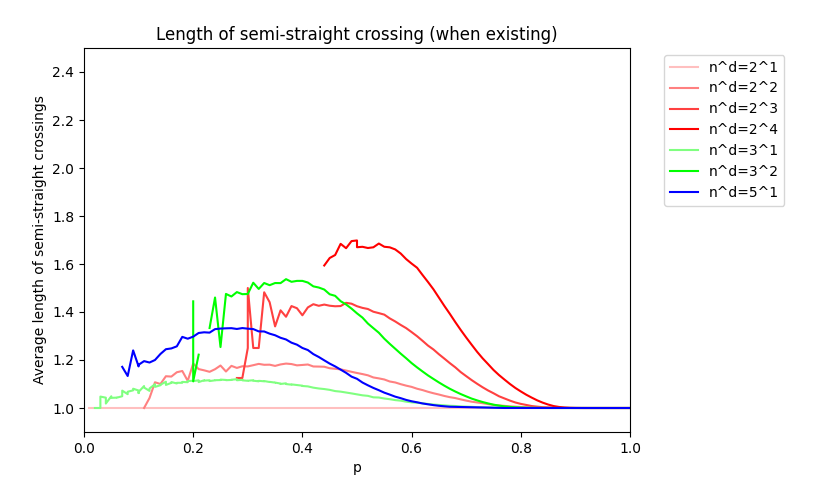 Length of semi-straight crossing (when existing)
Average length of semi-straight crossings
2.4
2.2
2.0
1.8
1.6
1.4
1.2
1.0
0.0 0.2 0.4 0.6 0.8 1.0
p
n^d=2^1
n^d=2^2
n^d=2^3
n^d=2^4
n^d=3^1
n^d=3^2
n^d=5^1